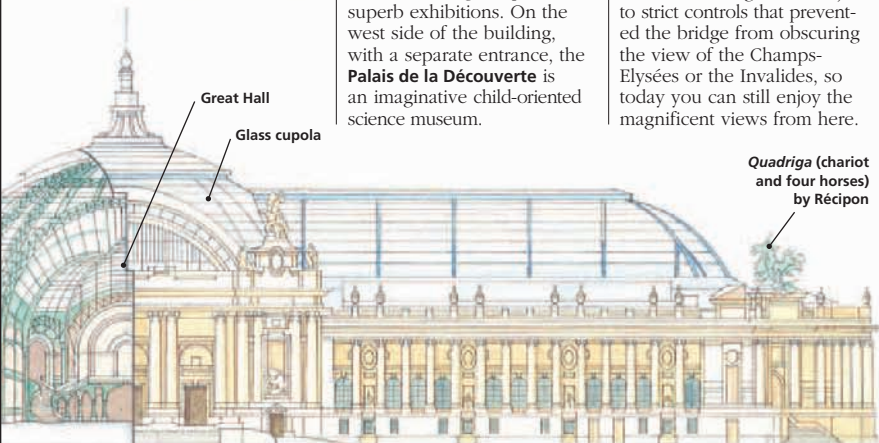 superb exhibitions. On the
west side of the building,
with a separate entrance, the
Palais de la Découverte is
an imaginative child-oriented
science museum.
to strict controls that prevent-
ed the bridge from obscuring
the view of the Champs-
Elysées or the Invalides, so
today you can still enjoy the
magnificent views from here.
Great Hall
Glass cupola
Quadriga (chariot
and four horses)
by Récipon